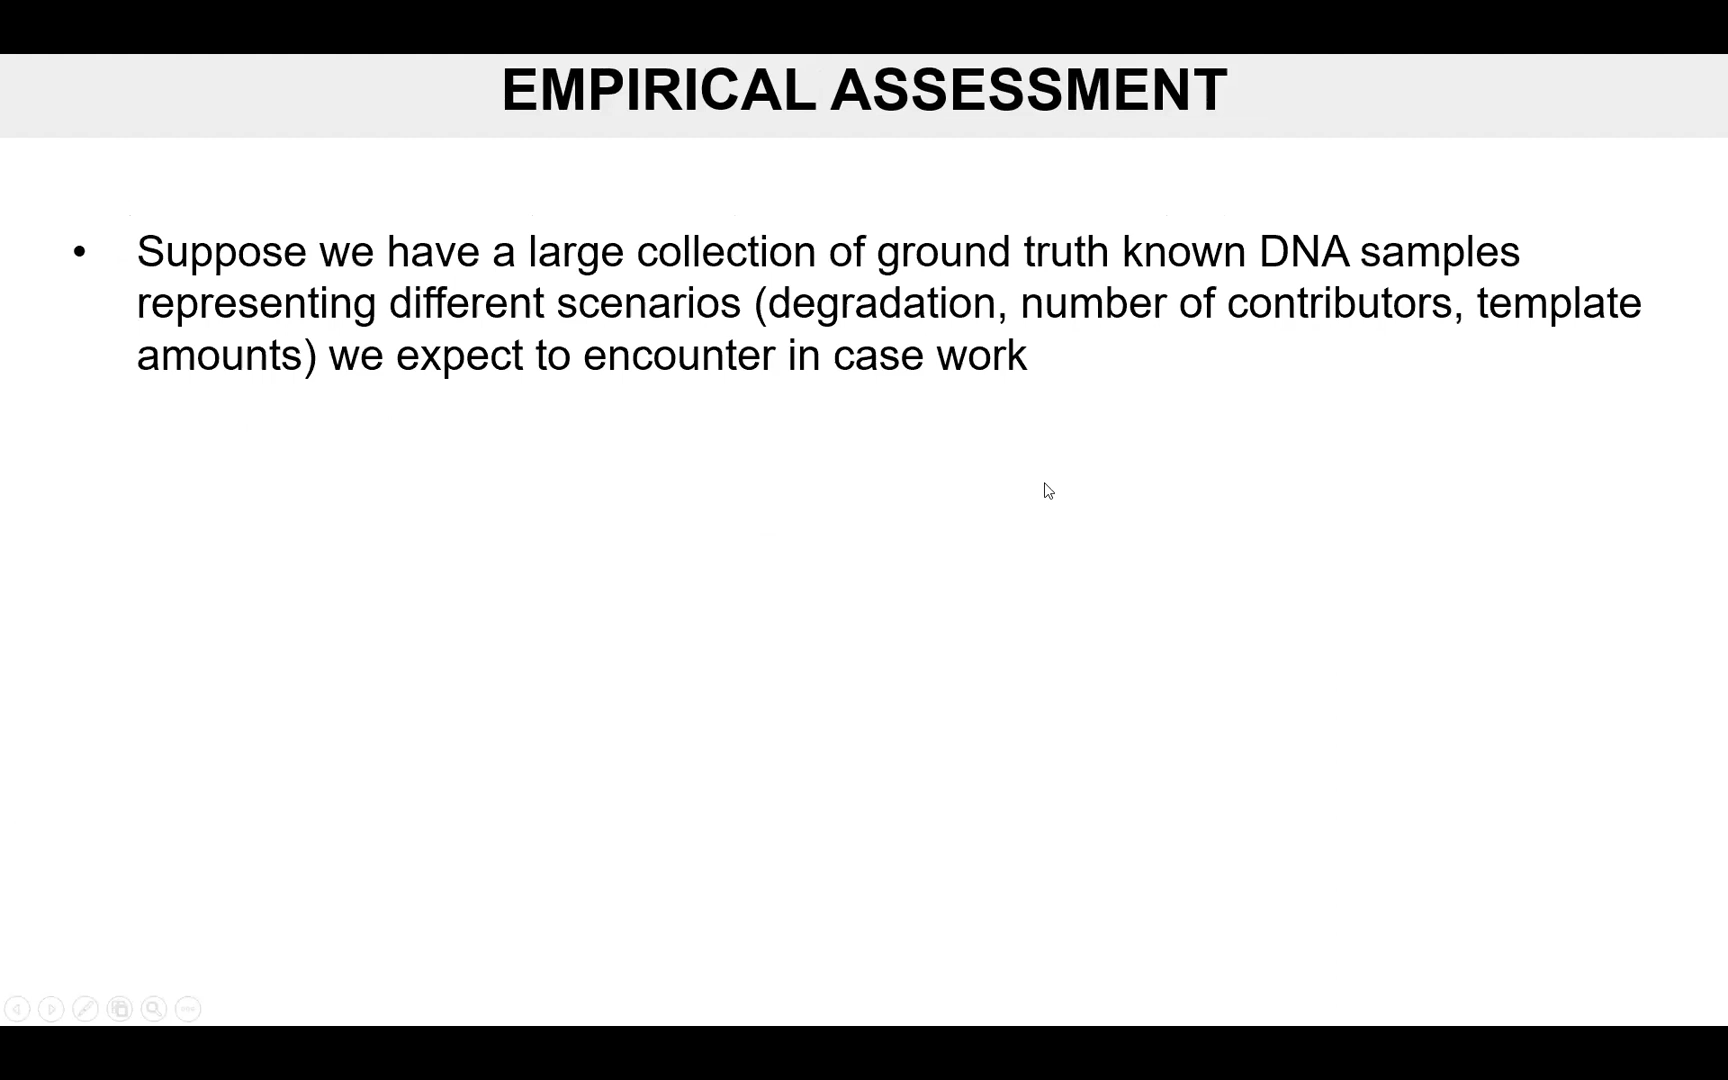 EMPIRICAL ASSESSMENT
• Suppose we have a large collection of ground truth known DNA samples
representing different scenarios (degradation, number of contributors, template
amounts) we expect to encounter in case work